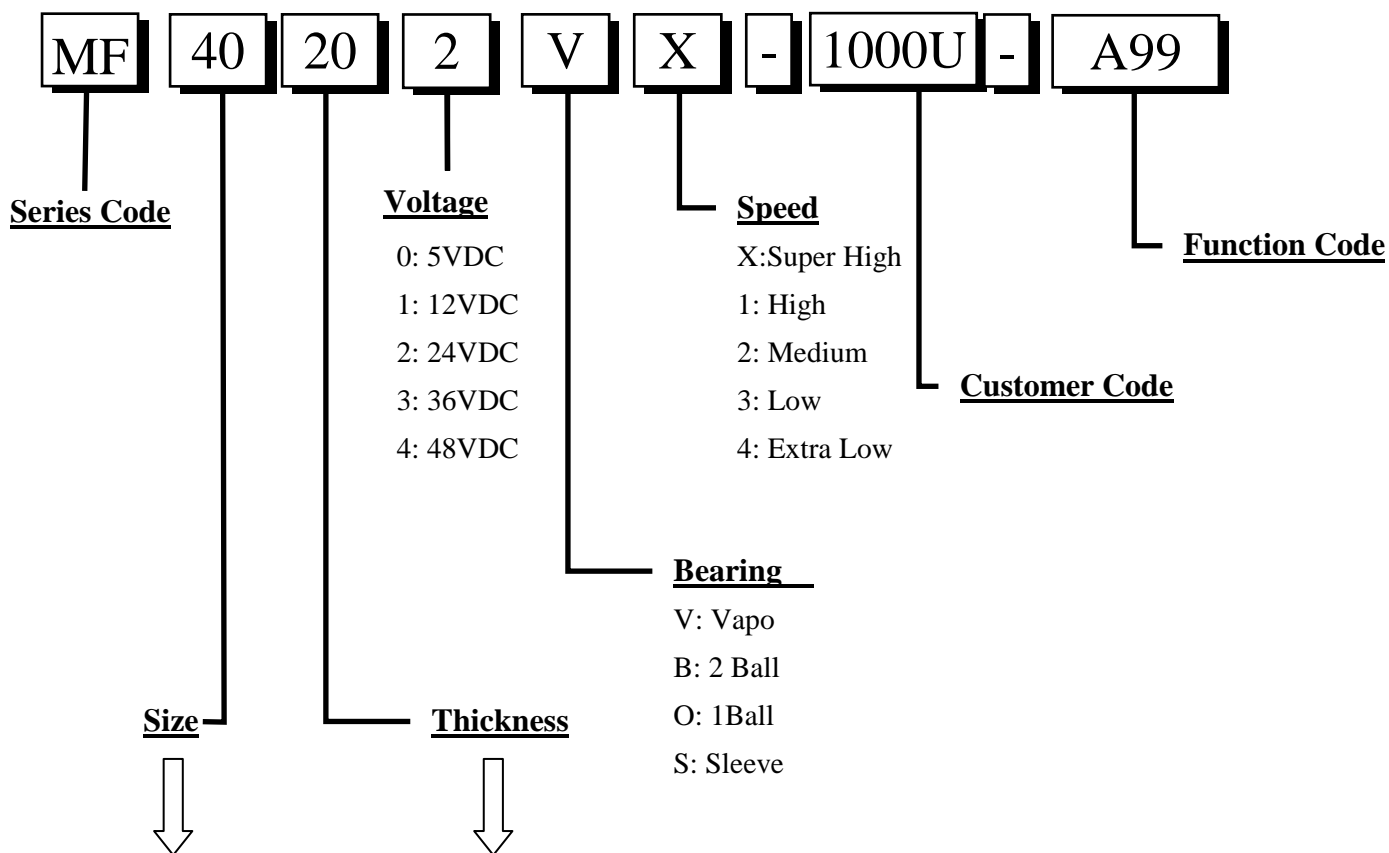 MF 40 20 2 V X - 1000U - A99
Series Code
Voltage
0: 5VDC
1: 12VDC
2: 24VDC
3: 36VDC
4: 48VDC
Speed
X:Super High
1: High
2: Medium
3: Low
4: Extra Low
Function Code
Customer Code
Bearing
V: Vapo
B: 2 Ball
O: 1Ball
S: Sleeve
Size
Thickness